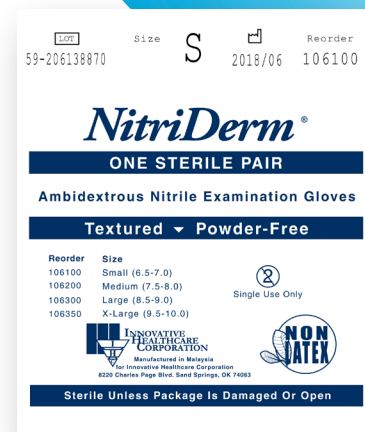 LOT Size S Reorder
59-206138870 2018/06 106100
NitriDerm®
ONE STERILE PAIR
Ambidextrous Nitrile Examination Gloves
Textured Powder-Free
Reorder Size
106100 Small (6.5-7.0)
106200 Medium (7.5-8.0)
106300 Large (8.5-9.0)
106350 X-Large (9.5-10.0)
2
Single Use Only
INNOVATIVE
HEALTHCARE
CORPORATION
Manufactured in Malaysia
for Innovative Healthcare Corporation
8220 Charles Page Blvd. Sand Springs, OK 74063
NON
LATEX
Sterile Unless Package Is Damaged Or Open